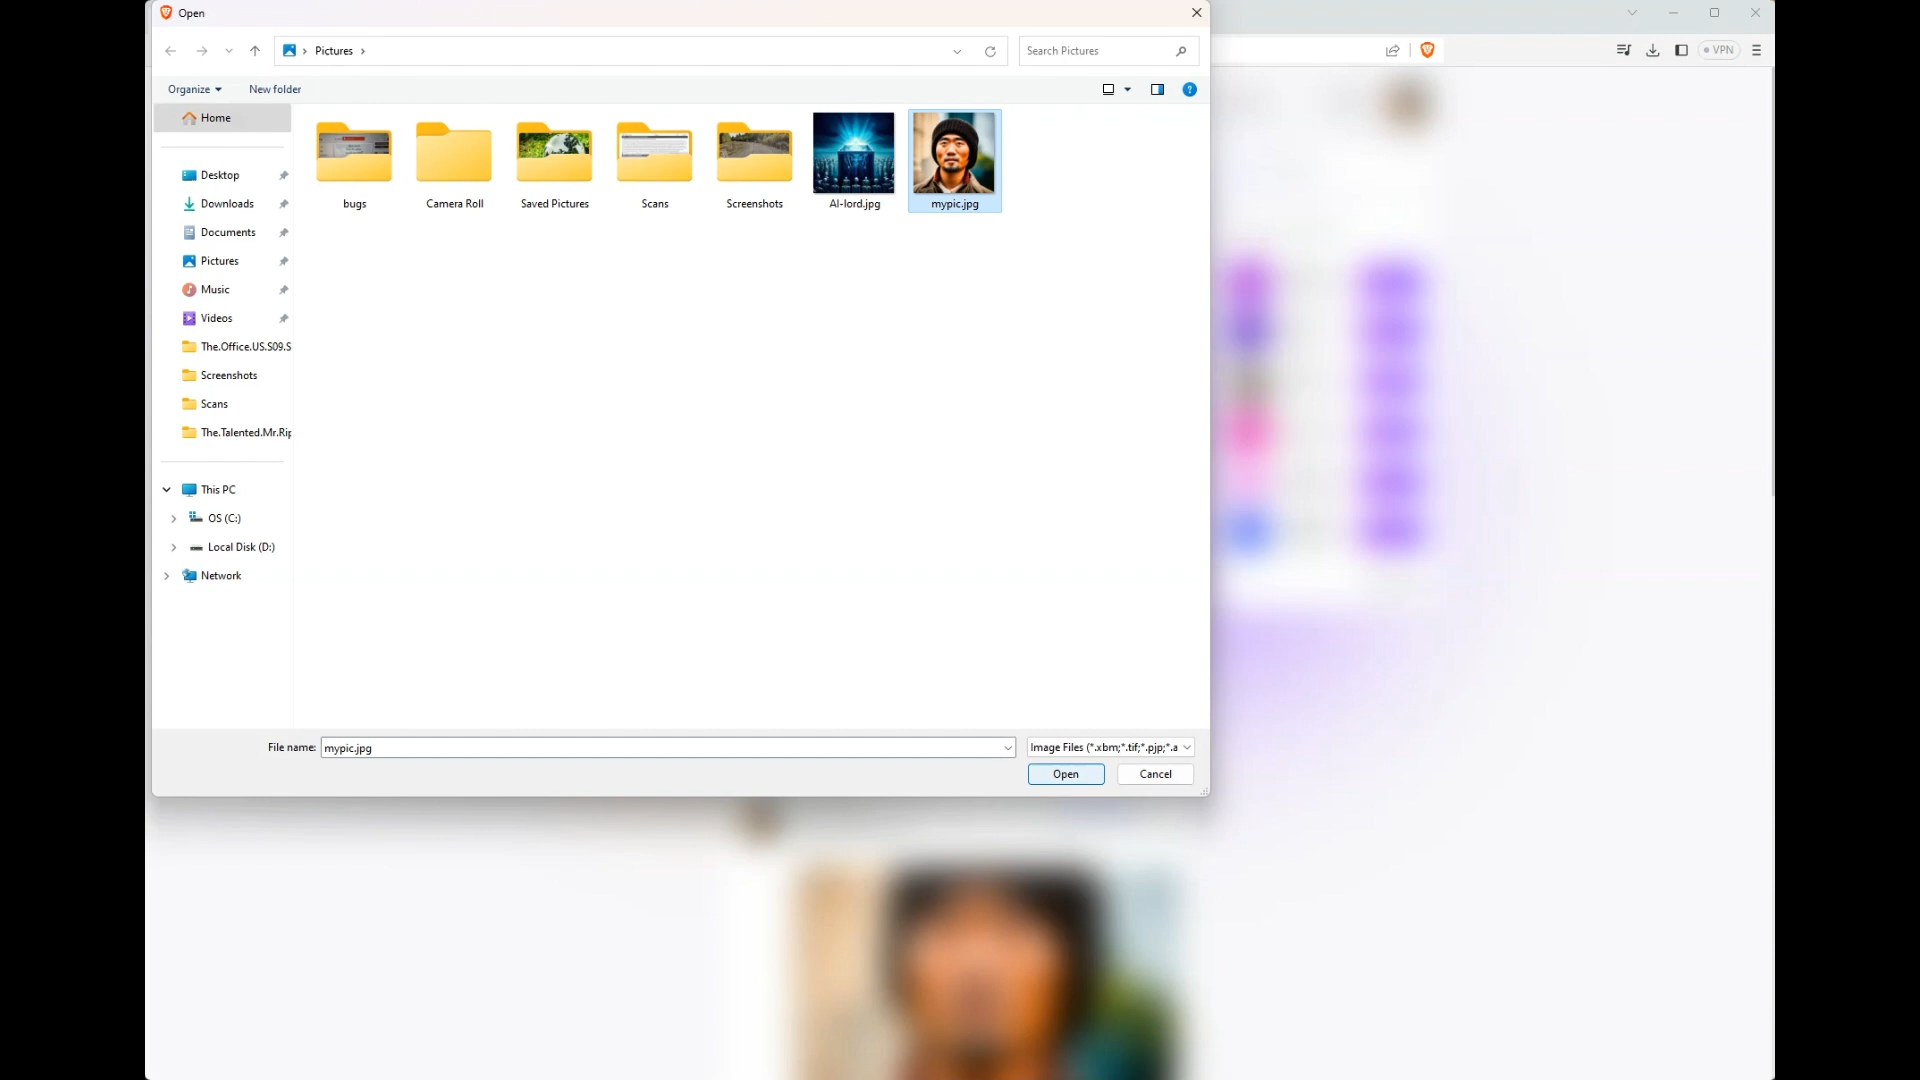 Open
Pictures
Search Pictures
VPN
Organize
New folder
Home
Desktop
Downloads
Documents
Pictures
Music
Videos
The.Office.US.S09.S
Screenshots
Scans
The.Talented.Mr.Rip
This PC
OS (C:)
Local Disk (D:)
Network
bugs
Camera Roll
Saved Pictures
Scans
Screenshots
AI-lord.jpg
mypic.jpg
File name:
mypic.jpg
Image Files (*.xbm;*.tif;*.pjp;*.a
Open
Cancel